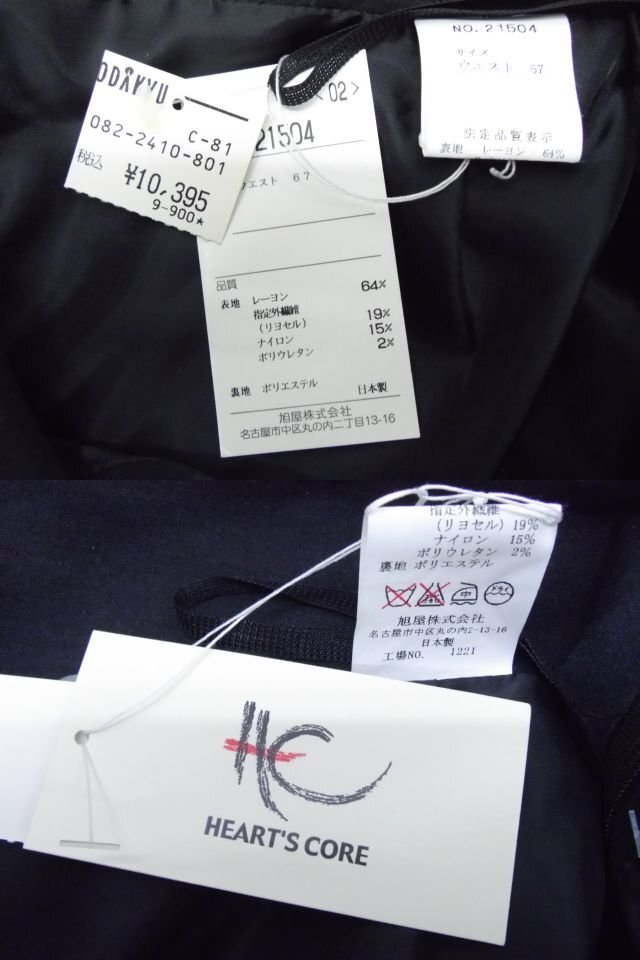 ODAKYU
C-81
082-2410-801
税込
¥10,395
9-900★
<02>
21504
ウエスト 67
品質
表地 レーヨン 64%
指定外繊維
(リヨセル) 19%
ナイロン 15%
ポリウレタン 2%
裏地 ポリエステル 日本製
旭屋株式会社
名古屋市中区丸の内二丁目13-16
NO. 21504
サイズ
ウエスト 67
法定品質表示
表地 レーヨン 64%
指定外繊維
(リヨセル) 19%
ナイロン 15%
ポリウレタン 2%
裏地 ポリエステル
中
ドライ
旭屋株式会社
名古屋市中区丸の内2-13-16
日本製
工場NO. 1221
HC
HEART'S CORE